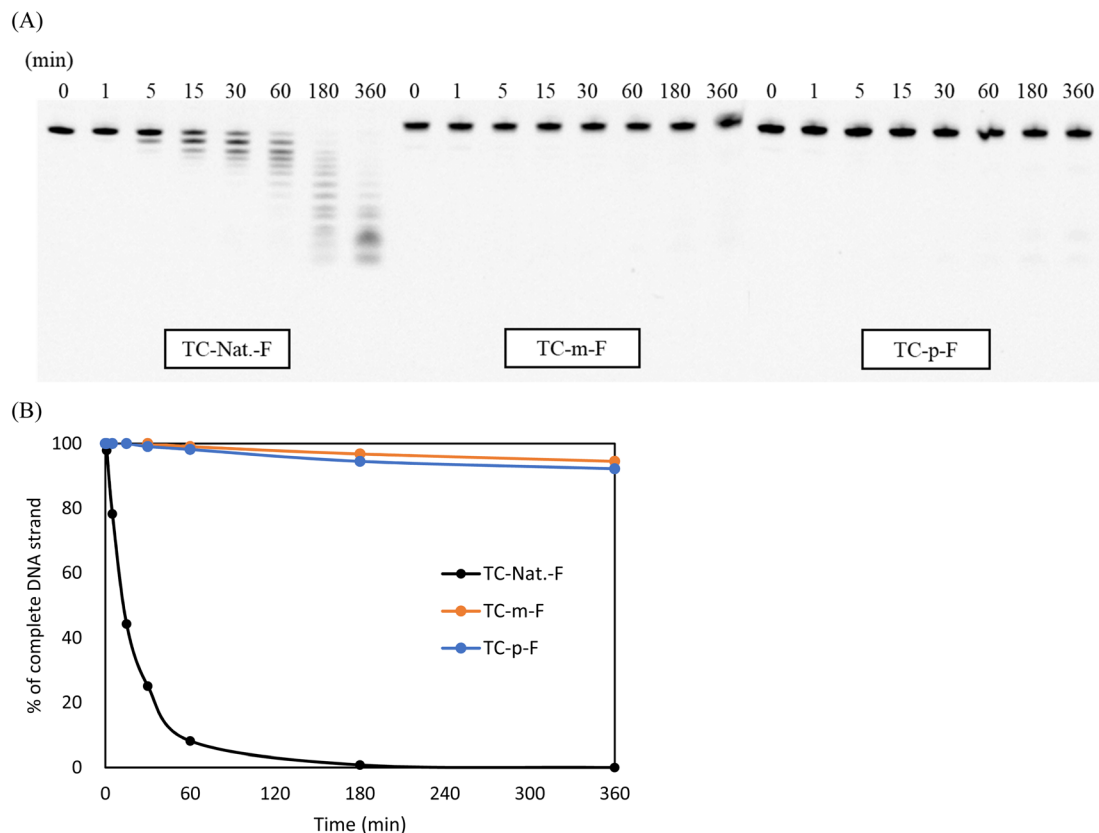 (A)
(min)
0 1 5 15 30 60 180 360 0 1 5 15 30 60 180 360 0 1 5 15 30 60 180 360
TC-Nat.-F TC-m-F TC-p-F
(B)
100
80
60
40
20
0
% of complete DNA strand
TC-Nat.-F
TC-m-F
TC-p-F
0 60 120 180 240 300 360
Time (min)